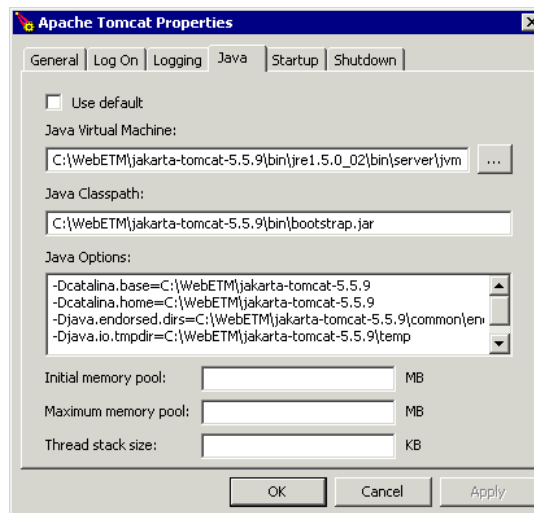 Apache Tomcat Properties
General Log On Logging Java Startup Shutdown
Use default
Java Virtual Machine:
C:\WebETM\jakarta-tomcat-5.5.9\bin\jre1.5.0_02\bin\server\jvm ...
Java Classpath:
C:\WebETM\jakarta-tomcat-5.5.9\bin\bootstrap.jar
Java Options:
-Dcatalina.base=C:\WebETM\jakarta-tomcat-5.5.9
-Dcatalina.home=C:\WebETM\jakarta-tomcat-5.5.9
-Djava.endorsed.dirs=C:\WebETM\jakarta-tomcat-5.5.9\common\en
-Djava.io.tmpdir=C:\WebETM\jakarta-tomcat-5.5.9\temp
Initial memory pool: MB
Maximum memory pool: MB
Thread stack size: KB
OK Cancel Apply